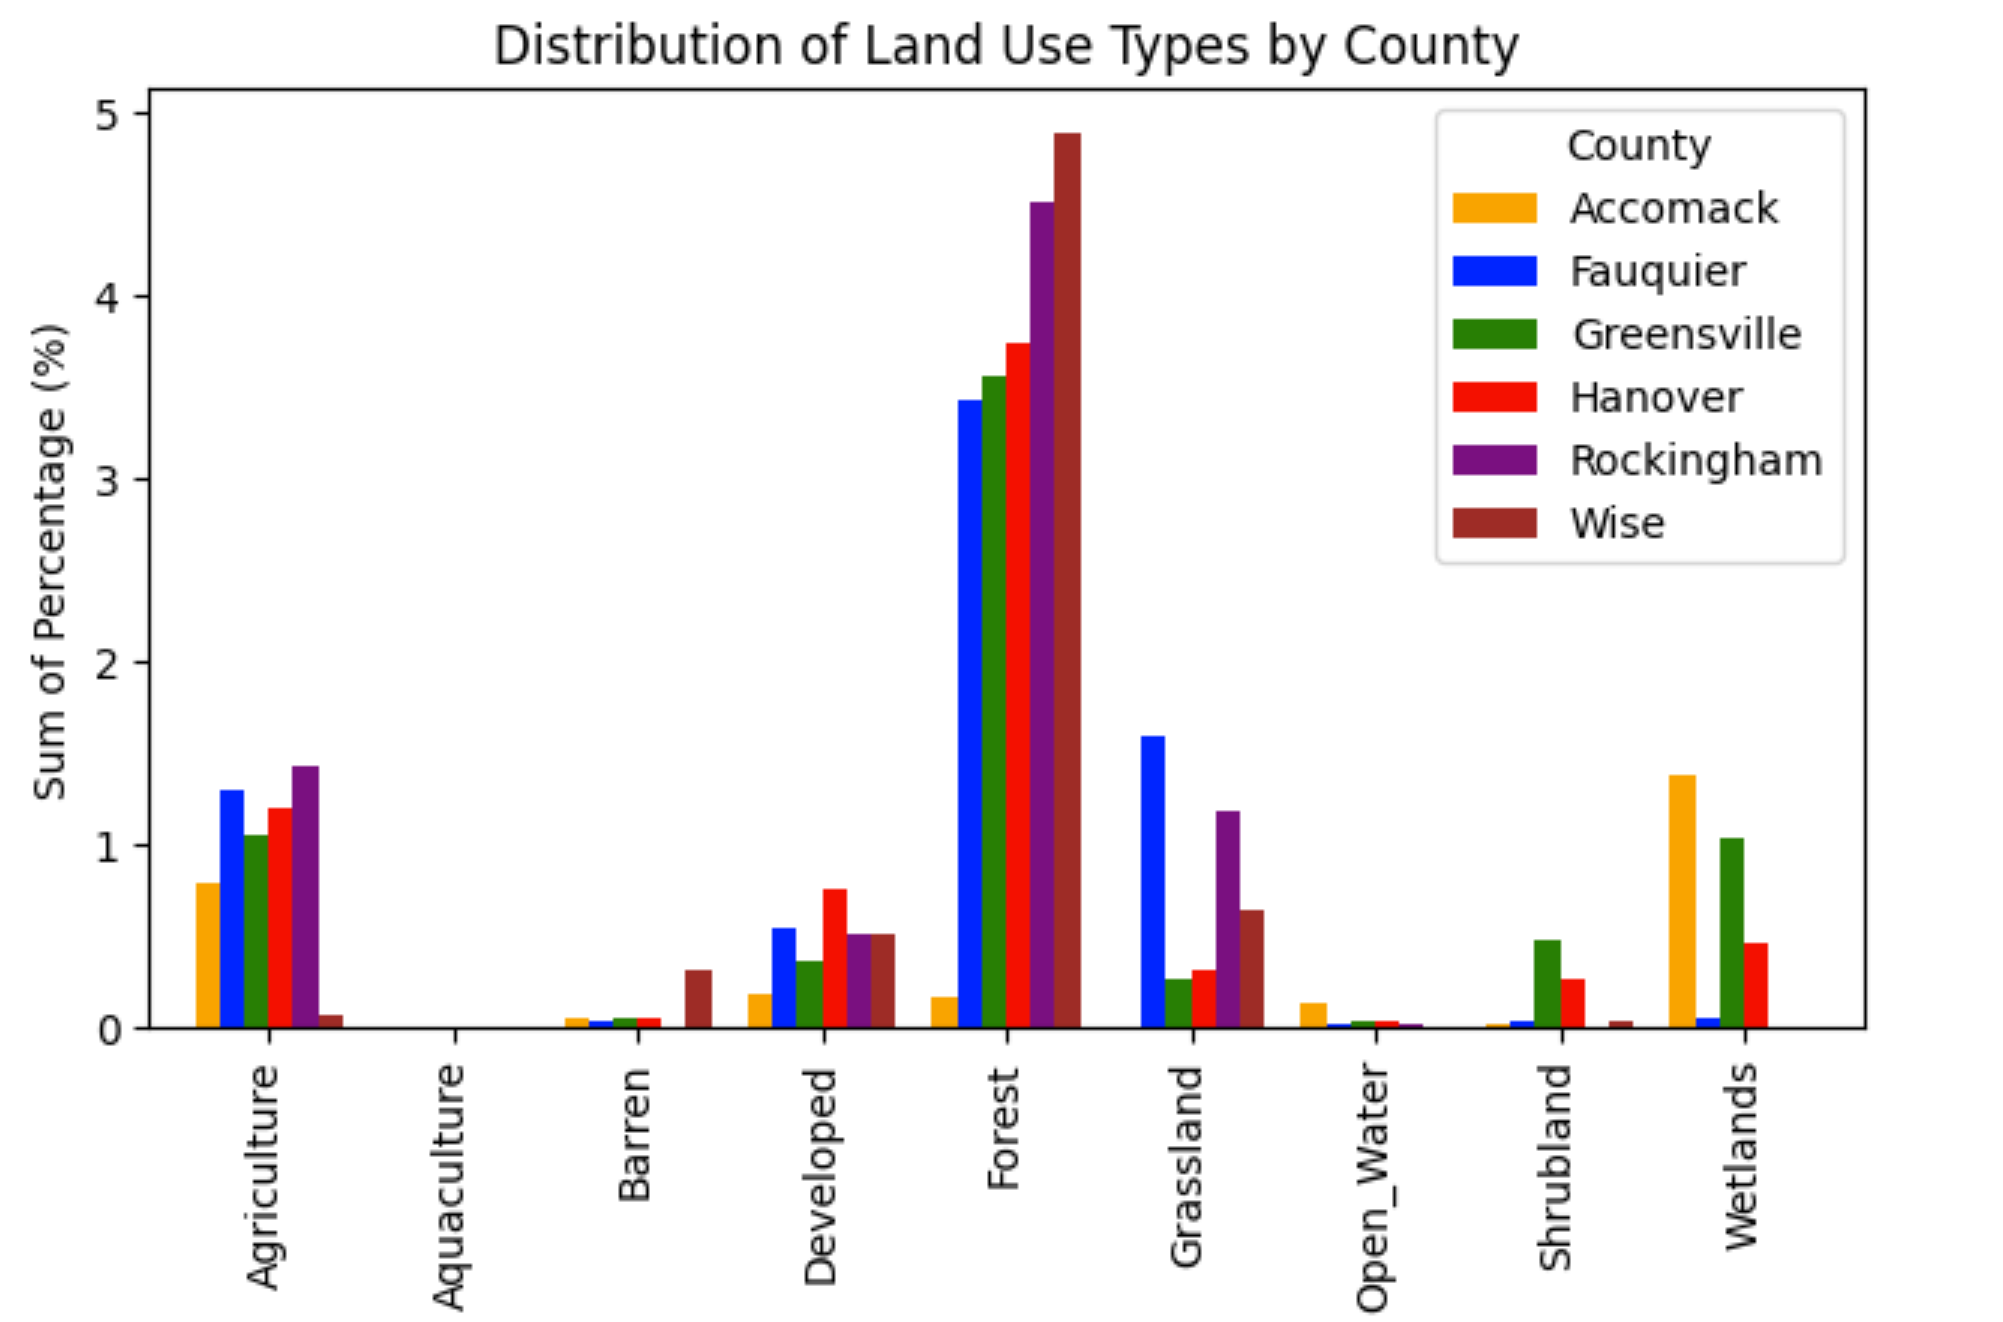 Distribution of Land Use Types by County
Sum of Percentage (%)
5
4
3
2
1
0
County
Accomack
Fauquier
Greensville
Hanover
Rockingham
Wise
Agriculture
Aquaculture
Barren
Developed
Forest
Grassland
Open_Water
Shrubland
Wetlands